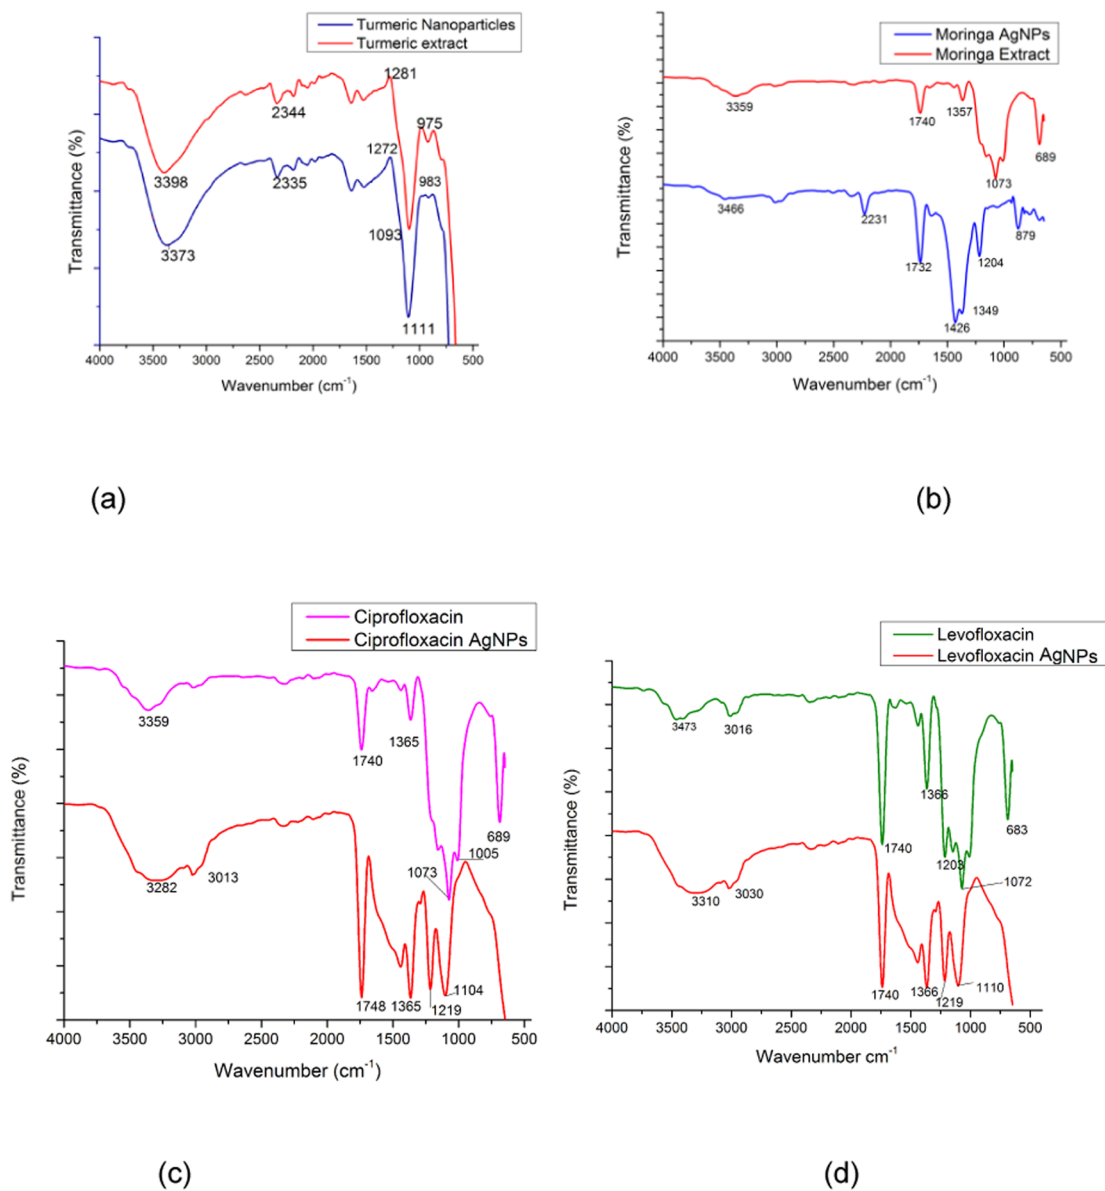 Turmeric Nanoparticles
Turmeric extract
1281
2344
975
3398
1272
2335
983
3373
1093
1111
Transmittance (%)
4000 3500 3000 2500 2000 1500 1000 500
Wavenumber (cm-1)
(a)
Moringa AgNPs
Moringa Extract
3359
1740
1357
689
1073
3466
2231
879
1732
1204
1349
1426
Transmittance (%)
4000 3500 3000 2500 2000 1500 1000 500
Wavenumber (cm-1)
(b)
Ciprofloxacin
Ciprofloxacin AgNPs
3359
1365
1740
689
1005
1073
3282
3013
1104
1748
1365
1219
Transmittance (%)
4000 3500 3000 2500 2000 1500 1000 500
Wavenumber (cm-1)
(c)
Levofloxacin
Levofloxacin AgNPs
3473
3016
1366
683
1740
1203
1072
3310
3030
1740
1366
1110
1219
Transmittance (%)
4000 3500 3000 2500 2000 1500 1000 500
Wavenumber cm-1
(d)